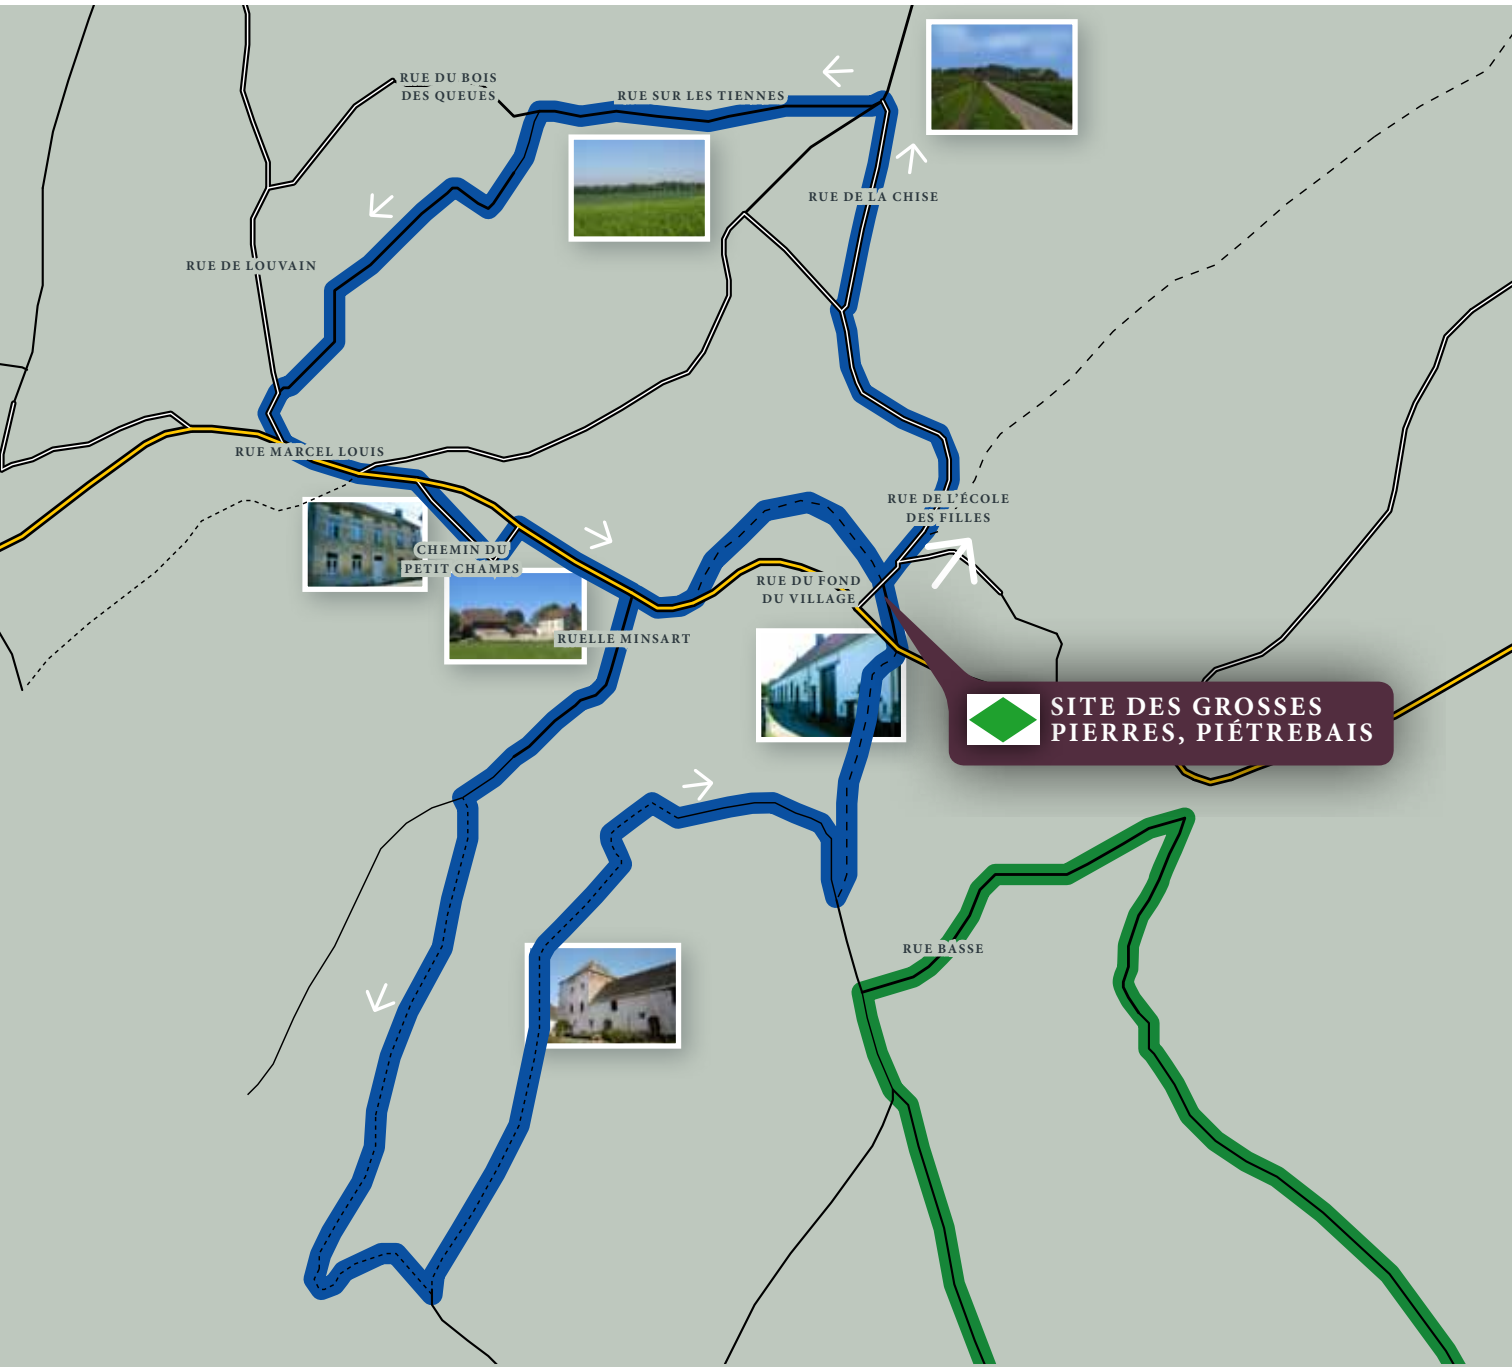 RUE DU BOIS
DES QUEUES
RUE SUR LES TIENNES
RUE DE LA CHISE
RUE DE LOUVAIN
RUE MARCEL LOUIS
RUE DE L'ÉCOLE
DES FILLES
CHEMIN DU
PETIT CHAMPS
RUE DU FOND
DU VILLAGE
RUELLE MINSART
SITE DES GROSSES
PIERRES, PIÉTREBAIS
RUE BASSE